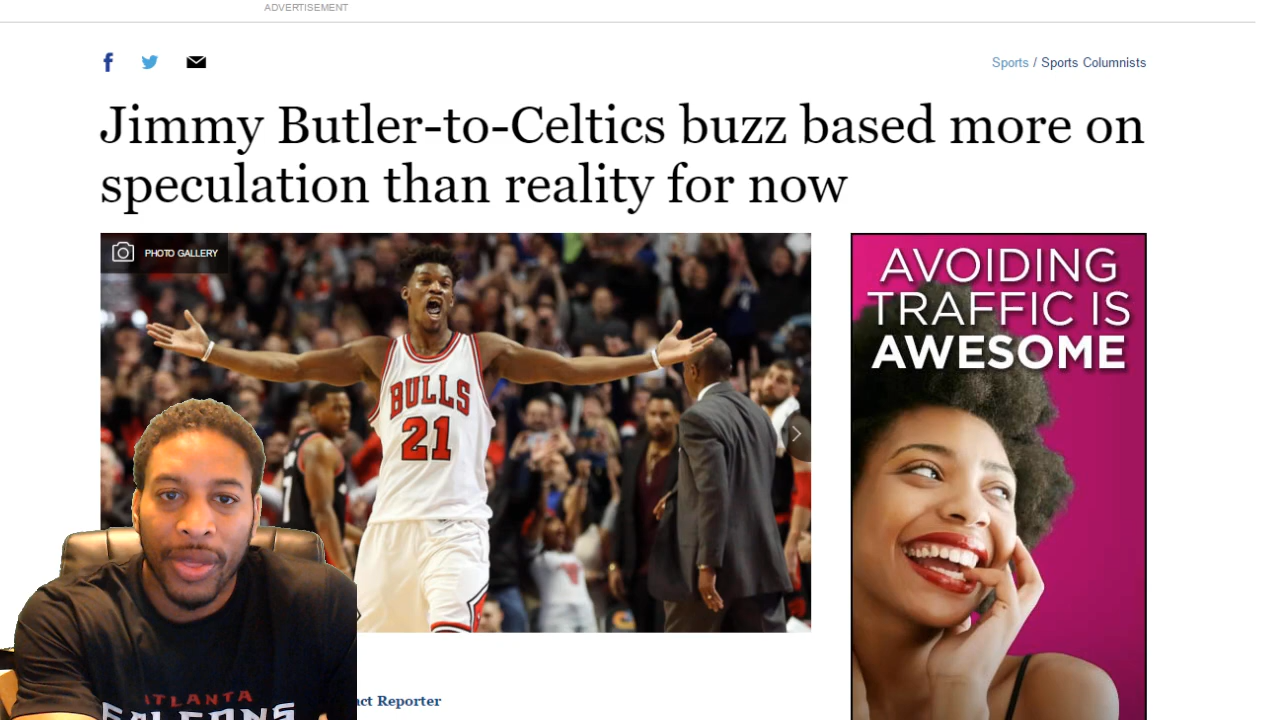 ADVERTISEMENT
Sports / Sports Columnists
Jimmy Butler-to-Celtics buzz based more on
speculation than reality for now
PHOTO GALLERY
AVOIDING
TRAFFIC IS
AWESOME
BULLS
21
Reporter
ATLANTA
FALCONS